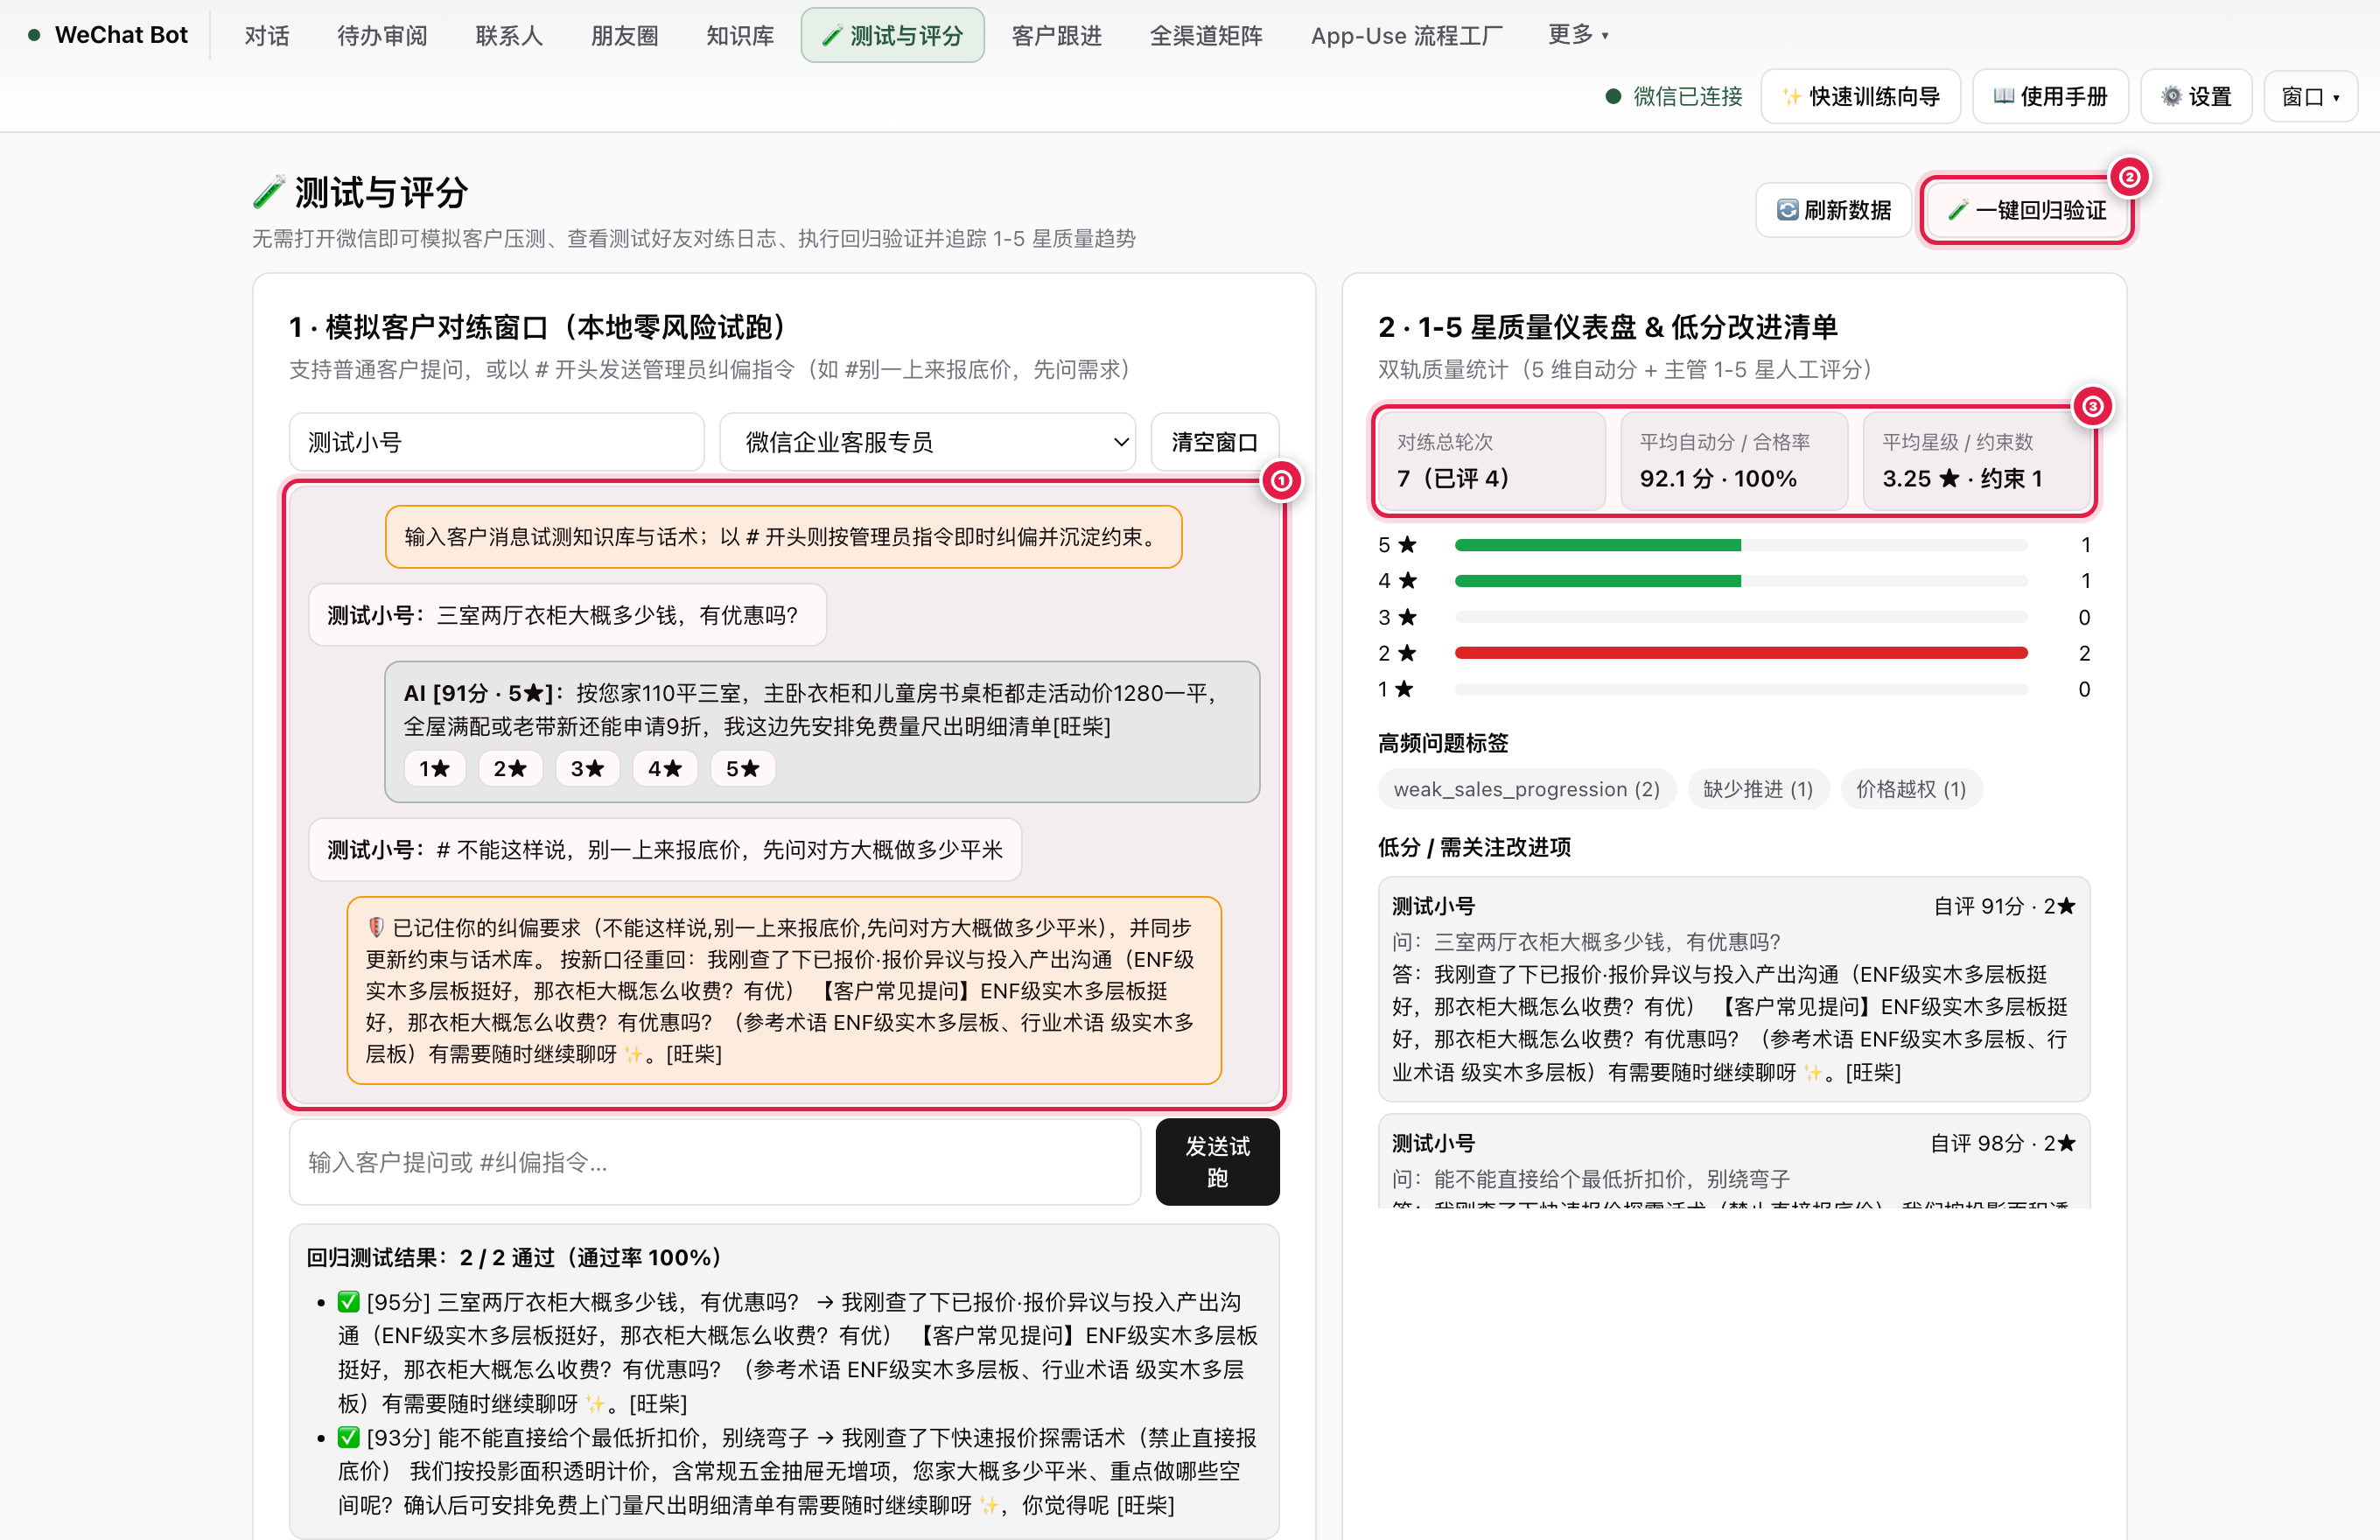 WeChat Bot
对话
待办审阅
联系人
朋友圈
知识库
测试与评分
客户跟进
全渠道矩阵
App-Use 流程工厂
更多
微信已连接
快速训练向导
使用手册
设置
窗口
测试与评分
无需打开微信即可模拟客户压测、查看测试好友对练日志、执行回归验证并追踪 1-5 星质量趋势
刷新数据
一键回归验证
②
1 · 模拟客户对练窗口（本地零风险试跑）
支持普通客户提问，或以 # 开头发送管理员纠偏指令（如 #别一上来报底价，先问需求）
测试小号
微信企业客服专员
清空窗口
①
输入客户消息试测知识库与话术；以 # 开头则按管理员指令即时纠偏并沉淀约束。
测试小号：三室两厅衣柜大概多少钱，有优惠吗？
AI [91分 · 5★]：按您家110平三室，主卧衣柜和儿童房书桌柜都走活动价1280一平，
全屋满配或老带新还能申请9折，我这边先安排免费量尺出明细清单[旺柴]
1★ 2★ 3★ 4★ 5★
测试小号：# 不能这样说，别一上来报底价，先问对方大概做多少平米
已记住你的纠偏要求（不能这样说,别一上来报底价,先问对方大概做多少平米），并同步
更新约束与话术库。 按新口径重回：我刚查了下已报价·报价异议与投入产出沟通（ENF级
实木多层板挺好，那衣柜大概怎么收费？有优） 【客户常见提问】ENF级实木多层板挺
好，那衣柜大概怎么收费？有优惠吗？（参考术语 ENF级实木多层板、行业术语 级实木多
层板）有需要随时继续聊呀 ✨。[旺柴]
输入客户提问或 #纠偏指令...
发送试
跑
回归测试结果：2 / 2 通过（通过率 100%）
• ✅ [95分] 三室两厅衣柜大概多少钱，有优惠吗？ → 我刚查了下已报价·报价异议与投入产出沟
通（ENF级实木多层板挺好，那衣柜大概怎么收费？有优） 【客户常见提问】ENF级实木多层板
挺好，那衣柜大概怎么收费？有优惠吗？（参考术语 ENF级实木多层板、行业术语 级实木多层
板）有需要随时继续聊呀 ✨。[旺柴]
• ✅ [93分] 能不能直接给个最低折扣价，别绕弯子 → 我刚查了下快速报价探需话术（禁止直接报
底价） 我们按投影面积透明计价，含常规五金抽屉无增项，您家大概多少平米、重点做哪些空
间呢？确认后可安排免费上门量尺出明细清单有需要随时继续聊呀 ✨，你觉得呢 [旺柴]
2 · 1-5 星质量仪表盘 & 低分改进清单
双轨质量统计（5 维自动分 + 主管 1-5 星人工评分）
③
对练总轮次
7（已评 4）
平均自动分 / 合格率
92.1 分 · 100%
平均星级 / 约束数
3.25 ★ · 约束 1
5 ★ 1
4 ★ 1
3 ★ 0
2 ★ 2
1 ★ 0
高频问题标签
weak_sales_progression (2)
缺少推进 (1)
价格越权 (1)
低分 / 需关注改进项
测试小号 自评 91分 · 2★
问：三室两厅衣柜大概多少钱，有优惠吗？
答：我刚查了下已报价·报价异议与投入产出沟通（ENF级实木多层板挺
好，那衣柜大概怎么收费？有优） 【客户常见提问】ENF级实木多层板挺
好，那衣柜大概怎么收费？有优惠吗？（参考术语 ENF级实木多层板、行
业术语 级实木多层板）有需要随时继续聊呀 ✨。[旺柴]
测试小号 自评 98分 · 2★
问：能不能直接给个最低折扣价，别绕弯子
答：我刚查了下快速报价探需话术（禁止直接报底价） 我们按投影面积透